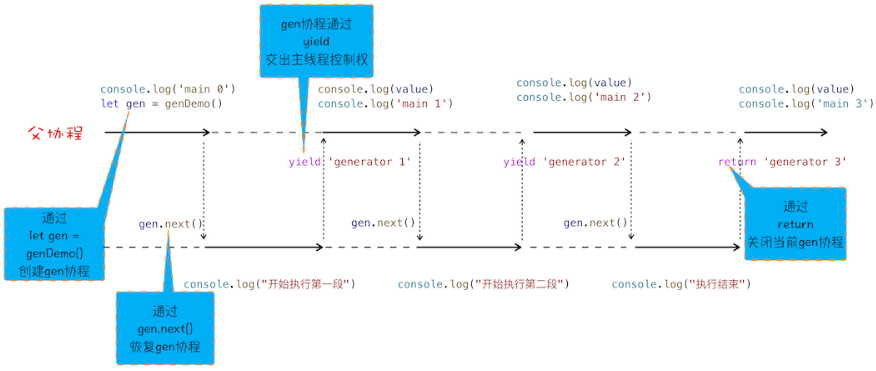 gen协程通过
yield
交出主线程控制权
console.log('main 0')
let gen = genDemo()
console.log(value)
console.log('main 1')
console.log(value)
console.log('main 2')
console.log(value)
console.log('main 3')
父协程
yield 'generator 1'
yield 'generator 2'
return 'generator 3'
通过
let gen =
genDemo()
创建gen协程
gen.next()
gen.next()
gen.next()
通过
return
关闭当前gen协程
console.log("开始执行第一段")
console.log("开始执行第二段")
console.log("执行结束")
通过
gen.next()
恢复gen协程